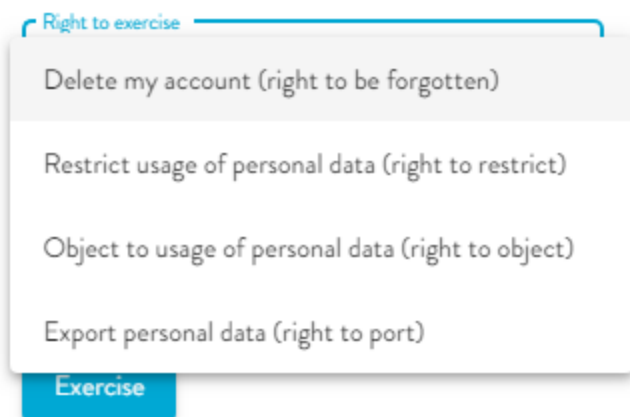 Right to exercise
Delete my account (right to be forgotten)
Restrict usage of personal data (right to restrict)
Object to usage of personal data (right to object)
Export personal data (right to port)
Exercise